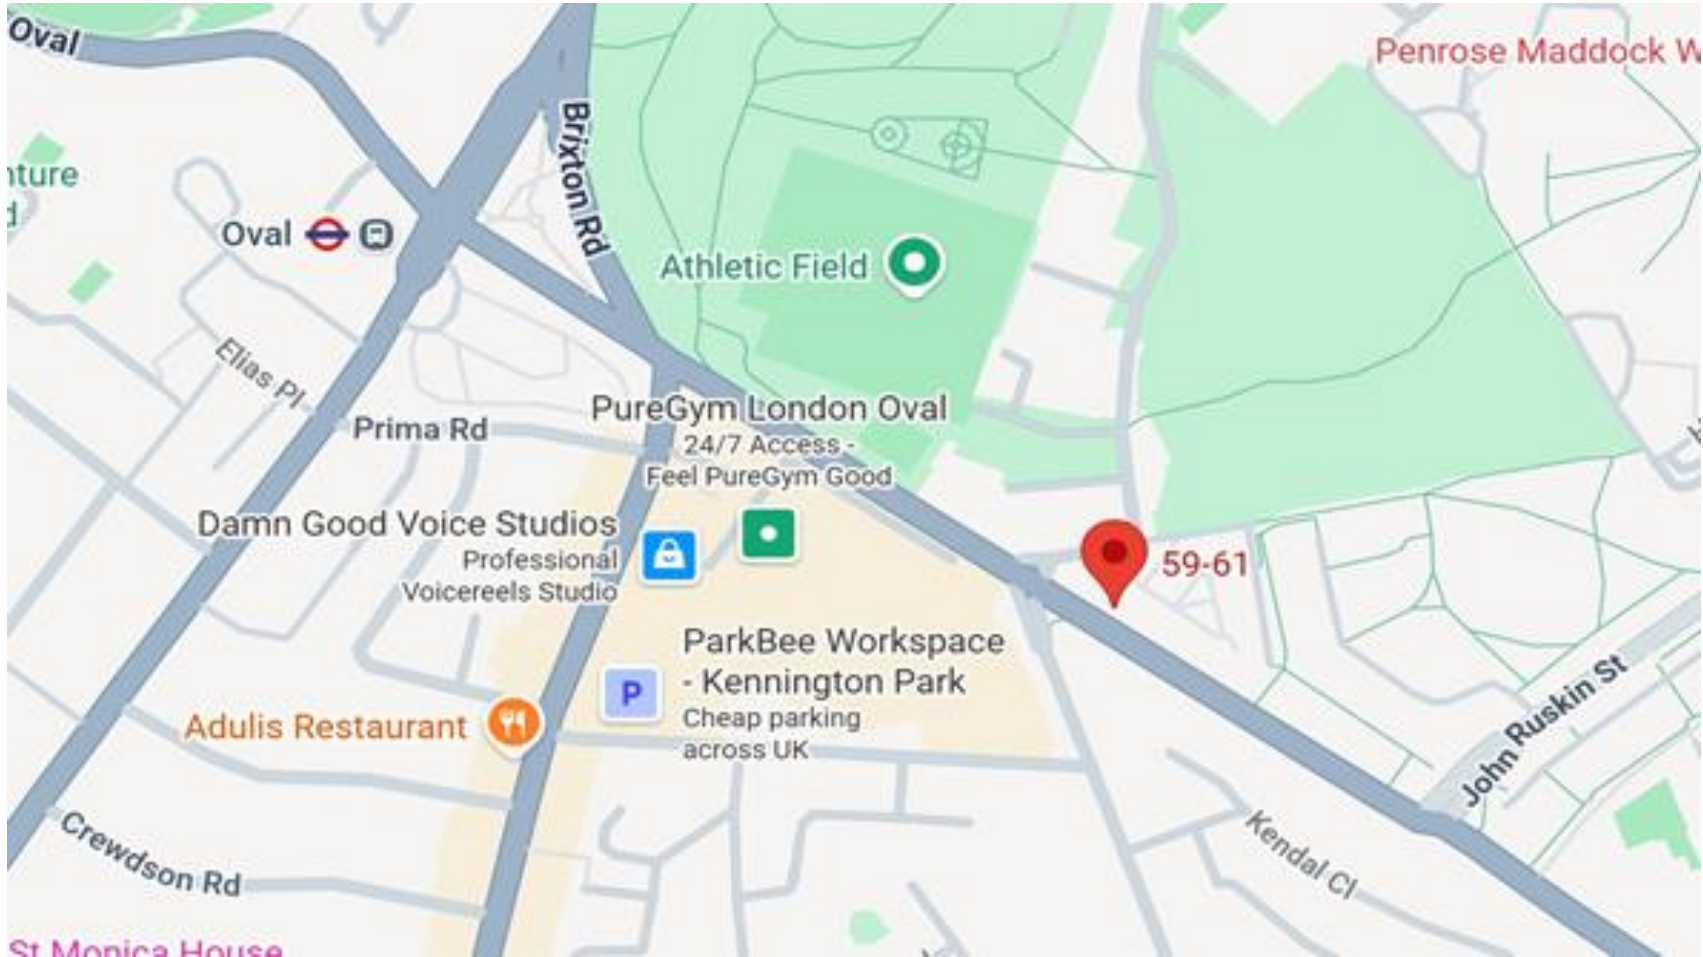 Oval
Penrose Maddock W
Brixton Rd
nture
d
Oval
Athletic Field
Elias Pl
Prima Rd
PureGym London Oval
24/7 Access -
Feel PureGym Good
Damn Good Voice Studios
Professional
Voicereels Studio
59-61
ParkBee Workspace
- Kennington Park
Cheap parking
across UK
P
Adulis Restaurant
John Ruskin St
Crewdson Rd
Kendal Cl
St Monica House